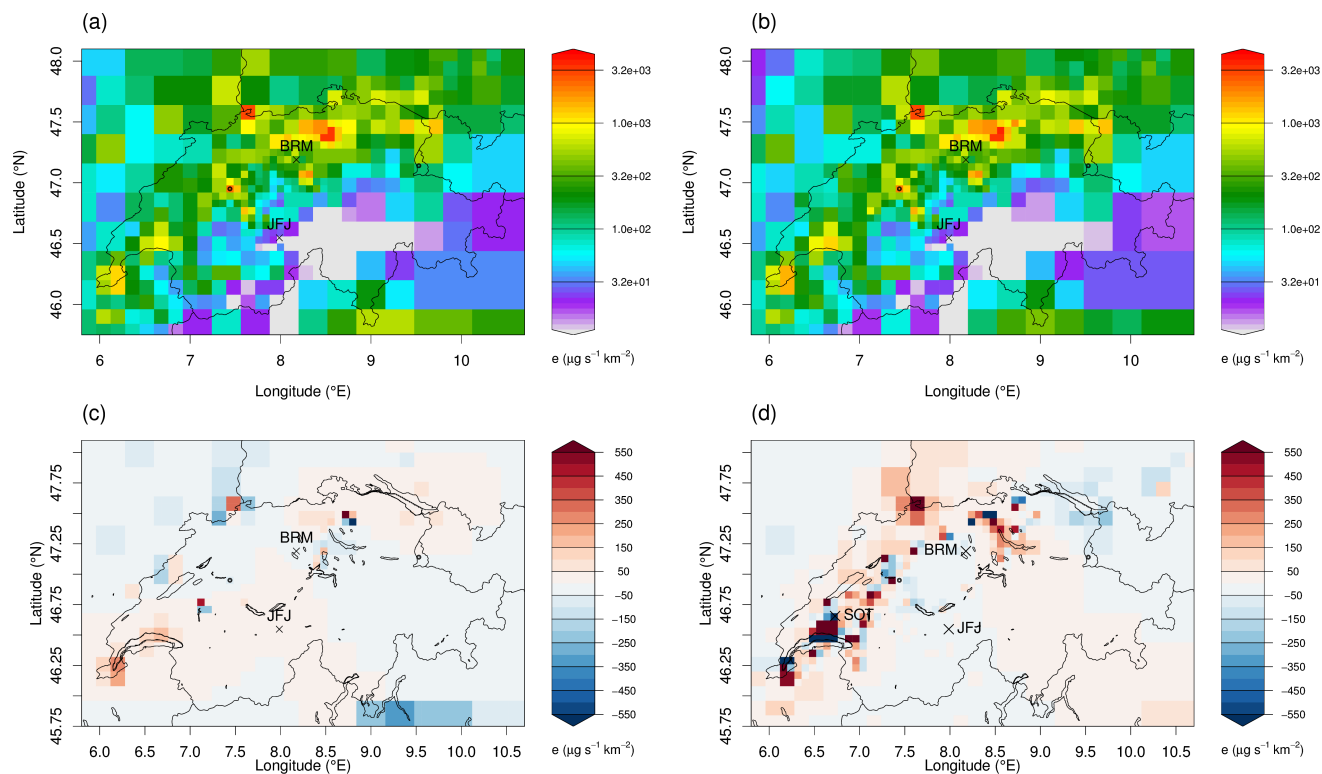 (a)
48.0
47.5
47.0
46.5
46.0
Latitude (°N)
6 7 8 9 10
Longitude (°E)
BRM
JFJ
3.2e+03
1.0e+03
3.2e+02
1.0e+02
3.2e+01
e (µg s⁻¹ km⁻²)
(b)
48.0
47.5
47.0
46.5
46.0
Latitude (°N)
6 7 8 9 10
Longitude (°E)
BRM
JFJ
3.2e+03
1.0e+03
3.2e+02
1.0e+02
3.2e+01
e (µg s⁻¹ km⁻²)
(c)
47.75
47.25
46.75
46.25
45.75
Latitude (°N)
6.0 6.5 7.0 7.5 8.0 8.5 9.0 9.5 10.0 10.5
Longitude (°E)
BRM
JFJ
550
450
350
250
150
50
−50
−150
−250
−350
−450
−550
e (µg s⁻¹ km⁻²)
(d)
47.75
47.25
46.75
46.25
45.75
Latitude (°N)
6.0 6.5 7.0 7.5 8.0 8.5 9.0 9.5 10.0 10.5
Longitude (°E)
BRM
SOT
JFJ
550
450
350
250
150
50
−50
−150
−250
−350
−450
−550
e (µg s⁻¹ km⁻²)